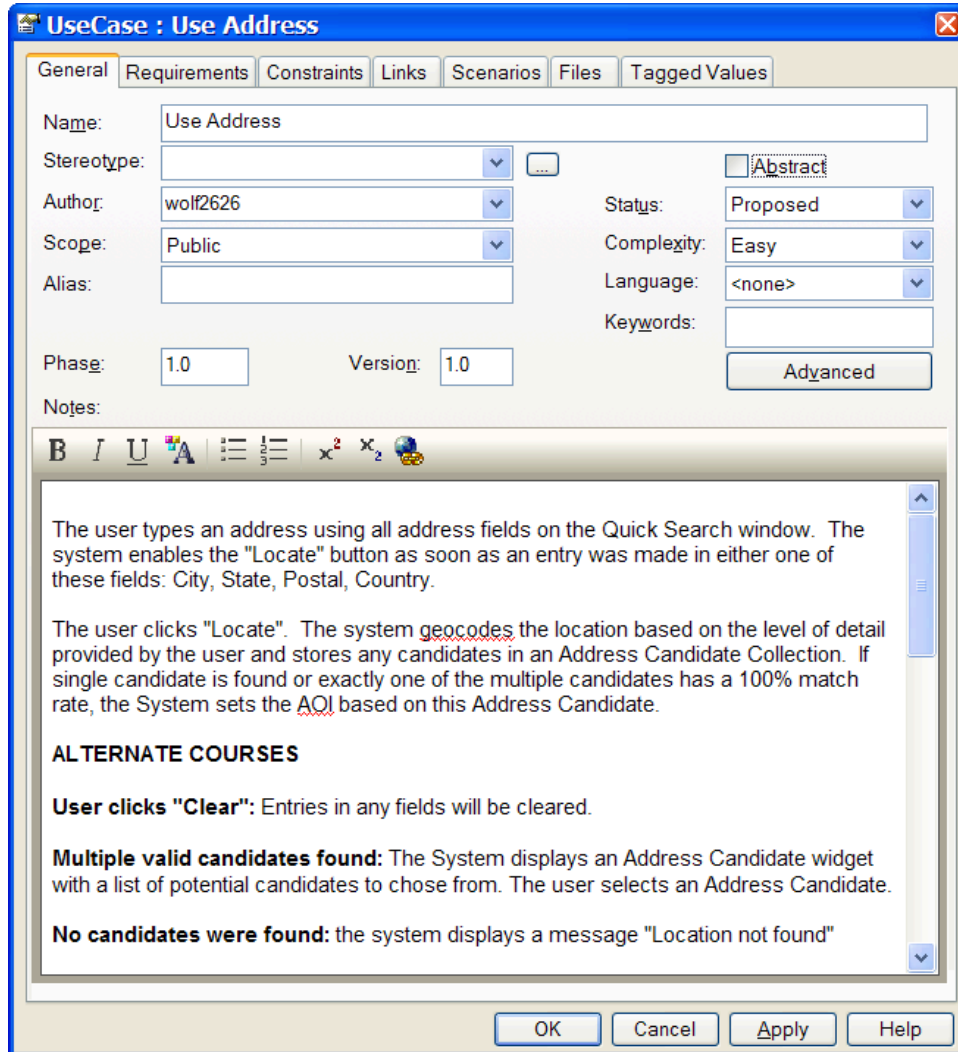 UseCase : Use Address
General Requirements Constraints Links Scenarios Files Tagged Values
Name: Use Address
Stereotype: ... Abstract
Author: wolf2626 Status: Proposed
Scope: Public Complexity: Easy
Alias: Language: <none>
Keywords:
Phase: 1.0 Version: 1.0 Advanced
Notes:
B I U A x² x₂
The user types an address using all address fields on the Quick Search window. The
system enables the "Locate" button as soon as an entry was made in either one of
these fields: City, State, Postal, Country.
The user clicks "Locate". The system geocodes the location based on the level of detail
provided by the user and stores any candidates in an Address Candidate Collection. If
single candidate is found or exactly one of the multiple candidates has a 100% match
rate, the System sets the AOI based on this Address Candidate.
ALTERNATE COURSES
User clicks "Clear": Entries in any fields will be cleared.
Multiple valid candidates found: The System displays an Address Candidate widget
with a list of potential candidates to chose from. The user selects an Address Candidate.
No candidates were found: the system displays a message "Location not found"
OK Cancel Apply Help